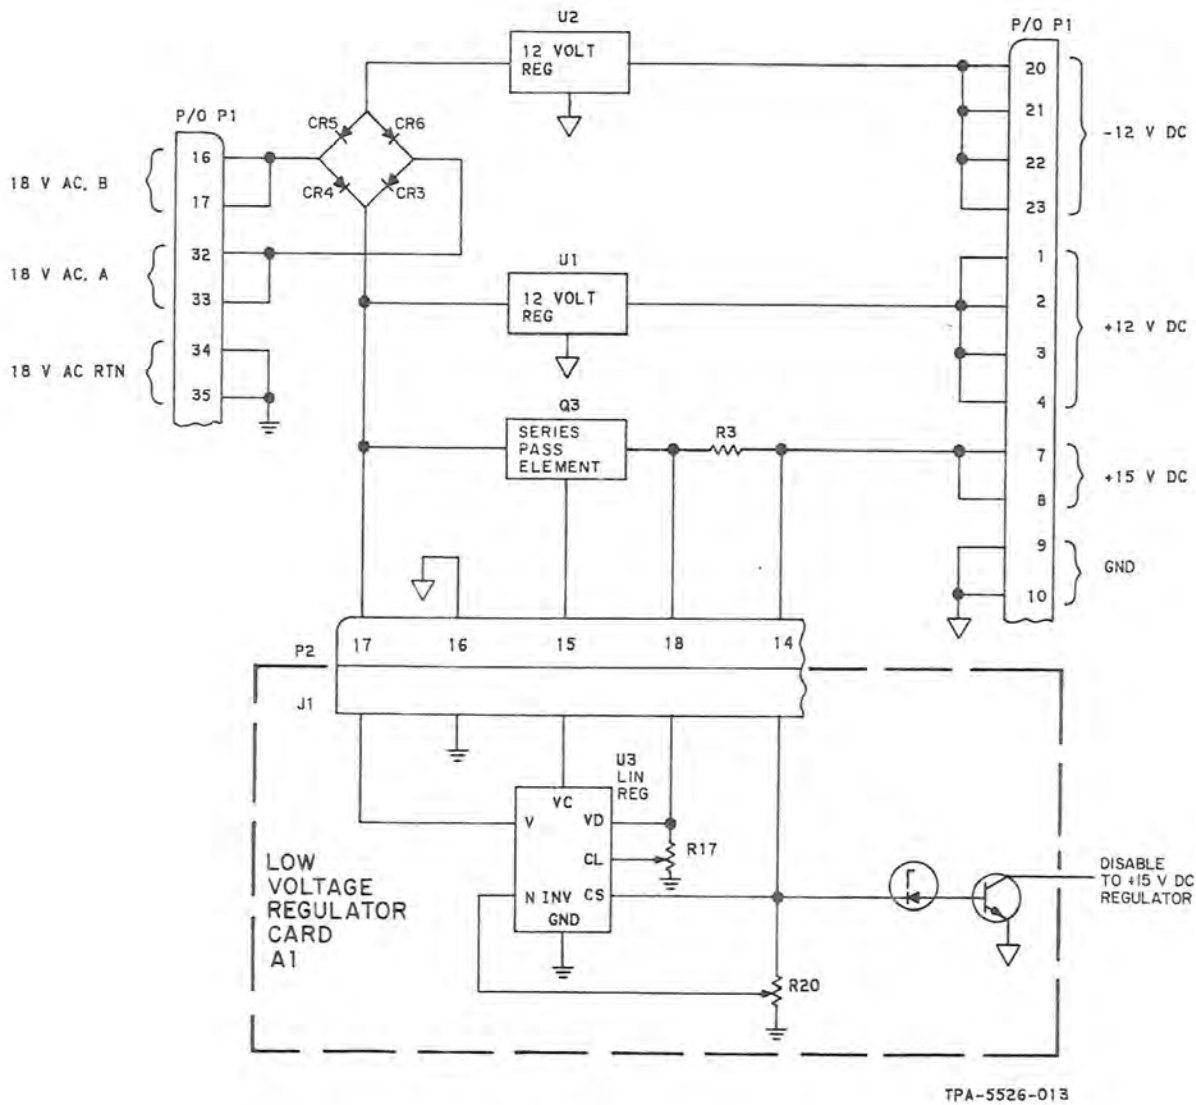 U2
12 VOLT
REG
P/O P1
20
21
22
23
-12 V DC
P/O P1
CR5
CR6
CR4
CR3
16
17
18 V AC, B
32
33
18 V AC, A
34
35
18 V AC RTN
U1
12 VOLT
REG
1
2
3
4
+12 V DC
Q3
SERIES
PASS
ELEMENT
R3
7
8
+15 V DC
9
10
GND
P2
17
16
15
18
14
J1
U3
LIN
REG
VC
V
VD
CL
N INV
CS
GND
R17
R20
LOW
VOLTAGE
REGULATOR
CARD
A1
DISABLE
TO +15 V DC
REGULATOR
TPA-5526-013